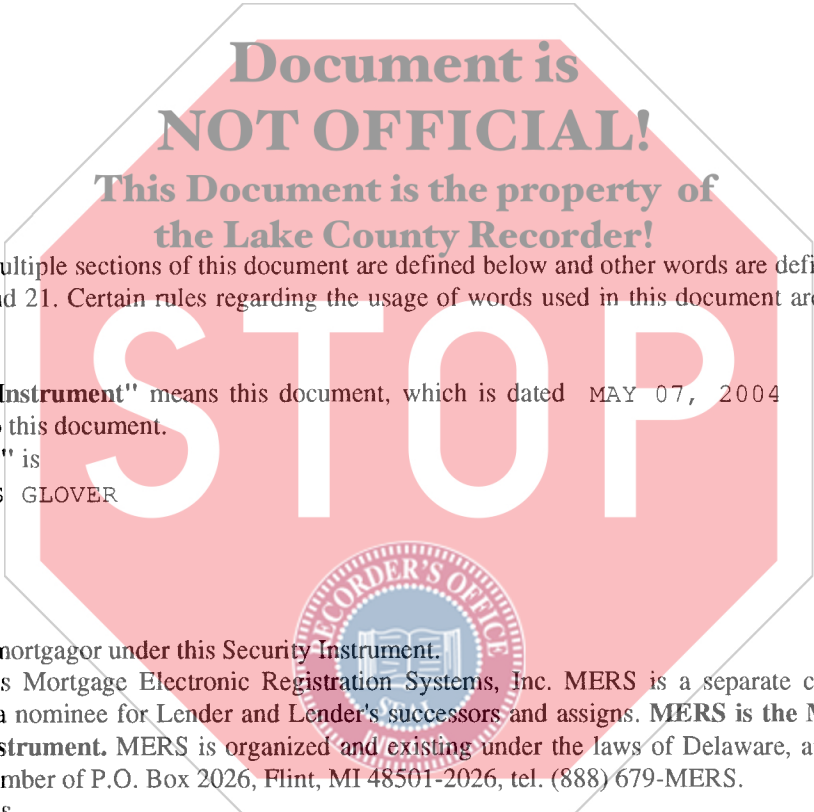 Document is
NOT OFFICIAL!
This Document is the property of
the Lake County Recorder!
ultiple sections of this document are defined below and other words are defi
d 21. Certain rules regarding the usage of words used in this document are
STOP
Instrument" means this document, which is dated MAY 07, 2004
this document.
" is
S GLOVER
RECORDER'S OFFICE
SEAL
mortgagor under this Security Instrument.
s Mortgage Electronic Registration Systems, Inc. MERS is a separate c
a nominee for Lender and Lender's successors and assigns. MERS is the M
strument. MERS is organized and existing under the laws of Delaware, a
mber of P.O. Box 2026, Flint, MI 48501-2026, tel. (888) 679-MERS.